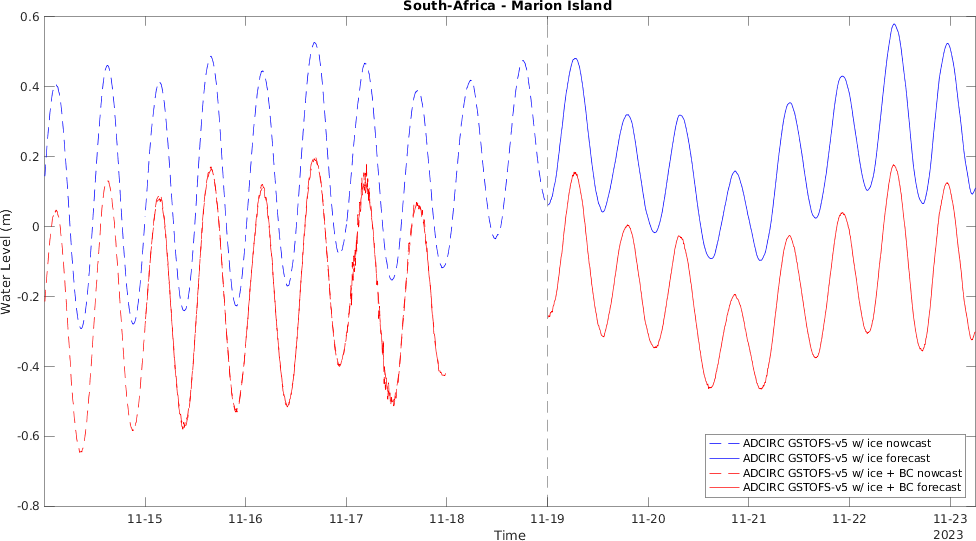 South-Africa - Marion Island
0.6
0.4
0.2
0
-0.2
-0.4
-0.6
-0.8
Water Level (m)
ADCIRC GSTOFS-v5 w/ ice nowcast
ADCIRC GSTOFS-v5 w/ ice forecast
ADCIRC GSTOFS-v5 w/ ice + BC nowcast
ADCIRC GSTOFS-v5 w/ ice + BC forecast
11-15 11-16 11-17 11-18 11-19 11-20 11-21 11-22 11-23
Time
2023